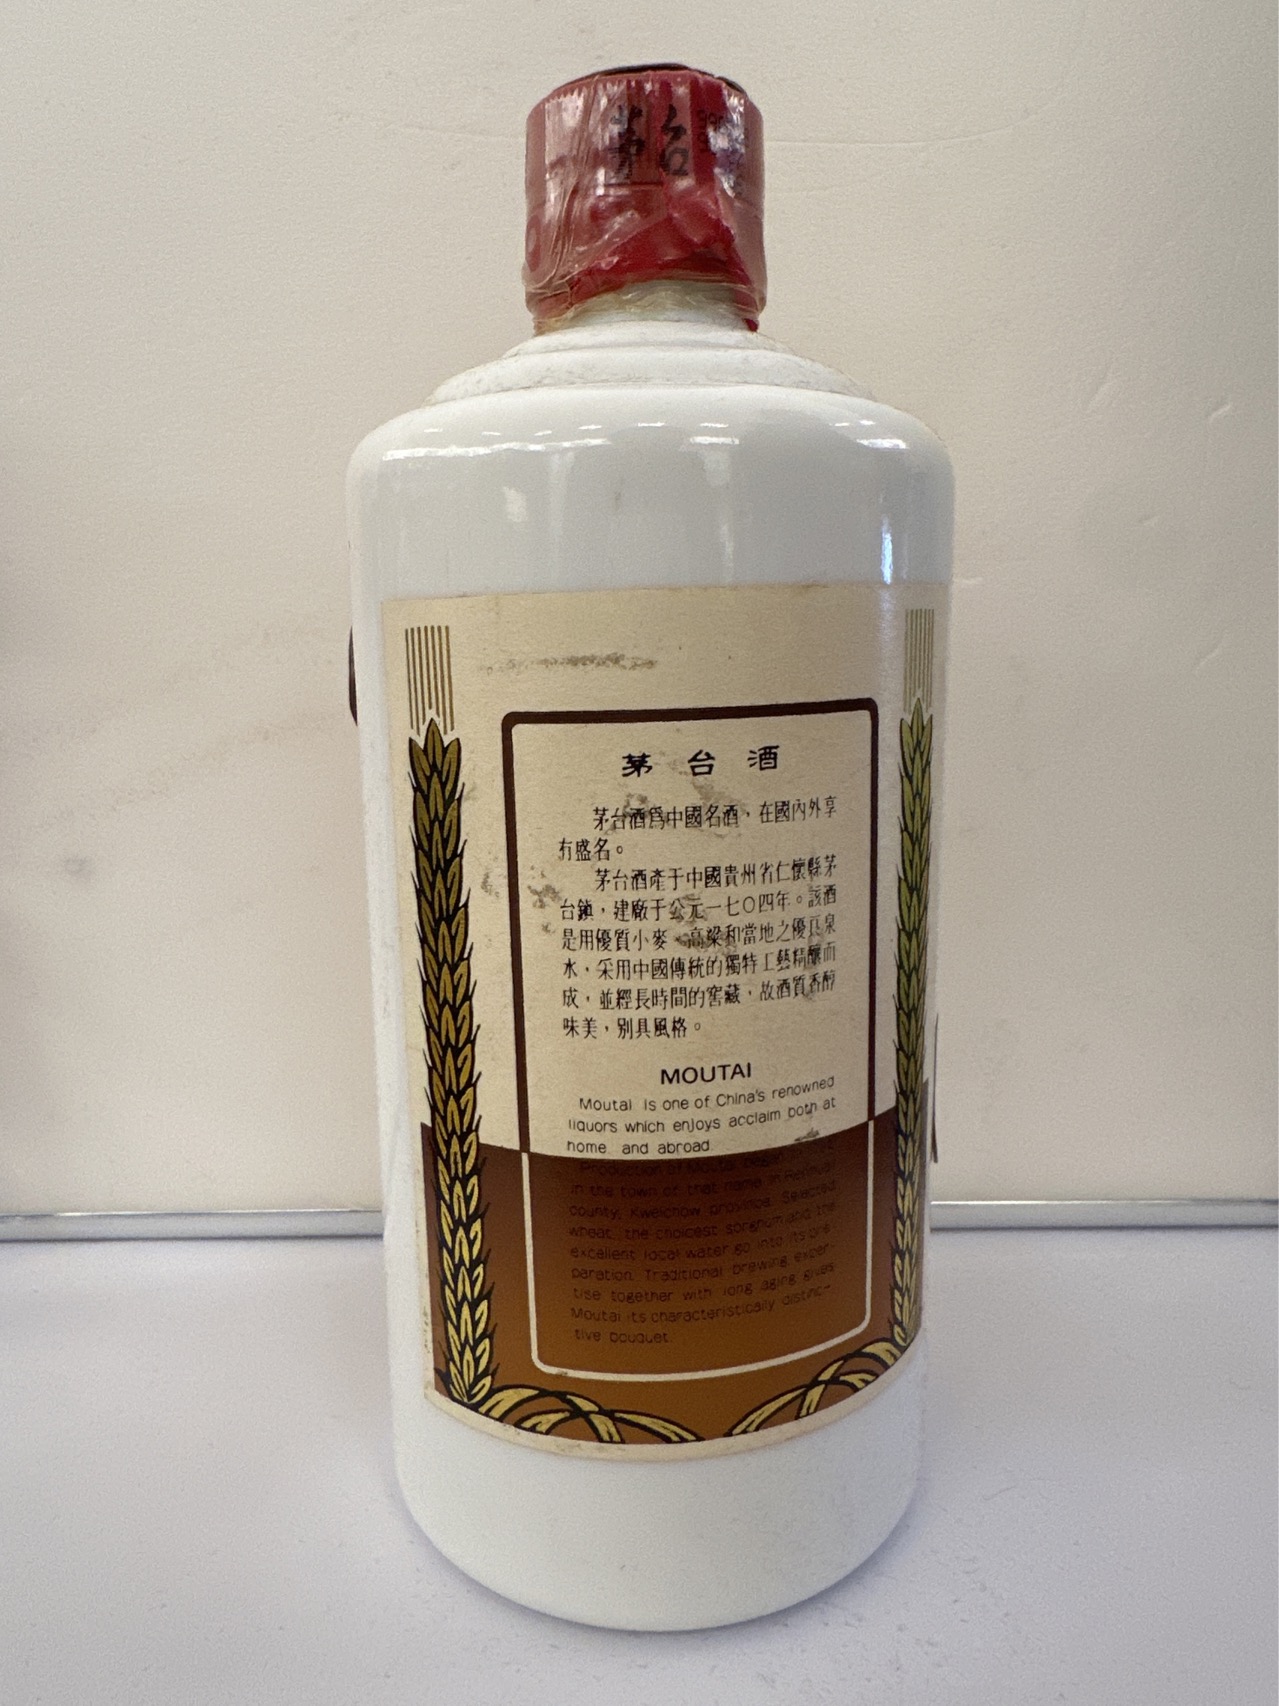 茅台
茅台酒
茅台酒爲中國名酒，在國內外享
有盛名。
茅台酒產于中國貴州省仁懷縣茅
台鎮，建廠于公元一七〇四年。該酒
是用優質小麥、高粱和當地之優良泉
水，采用中國傳統的獨特工藝精釀而
成，並經長時間的窖藏，故酒質香醇
味美，別具風格。
MOUTAI
Moutai is one of China's renowned
liquors which enjoys acclaim both at
home and abroad.
Production of Moutai began
in the town of that name in Renhuai
county, Kweichow province. Selected
wheat, the choicest sorghum and the
excellent local water go into its pre-
paration. Traditional brewing exper-
tise together with long aging gives
Moutai its characteristically distinc-
tive bouquet.